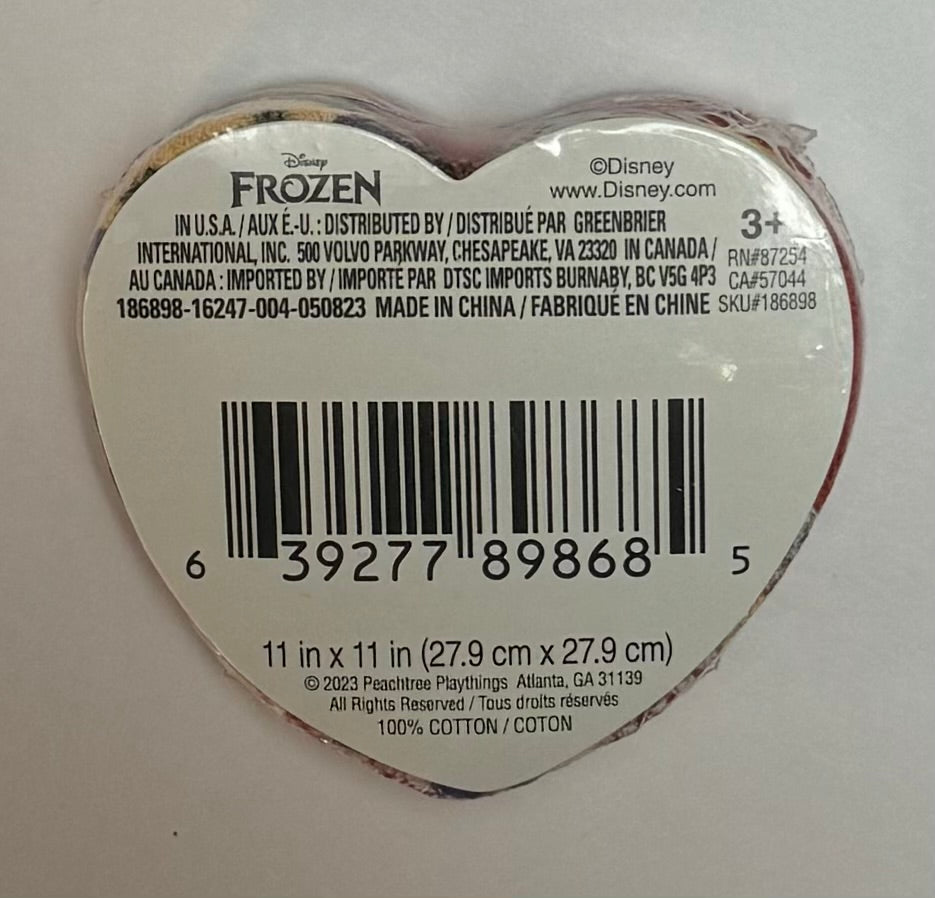 Disney
FROZEN
©Disney
www.Disney.com
IN U.S.A. / AUX É.-U. : DISTRIBUTED BY / DISTRIBUÉ PAR GREENBRIER
INTERNATIONAL, INC. 500 VOLVO PARKWAY, CHESAPEAKE, VA 23320 IN CANADA /
AU CANADA : IMPORTED BY / IMPORTÉ PAR DTSC IMPORTS BURNABY, BC V5G 4P3
186898-16247-004-050823 MADE IN CHINA / FABRIQUÉ EN CHINE
3+
RN#87254
CA#57044
SKU#186898
6 39277 89868 5
11 in x 11 in (27.9 cm x 27.9 cm)
© 2023 Peachtree Playthings Atlanta, GA 31139
All Rights Reserved / Tous droits réservés
100% COTTON / COTON